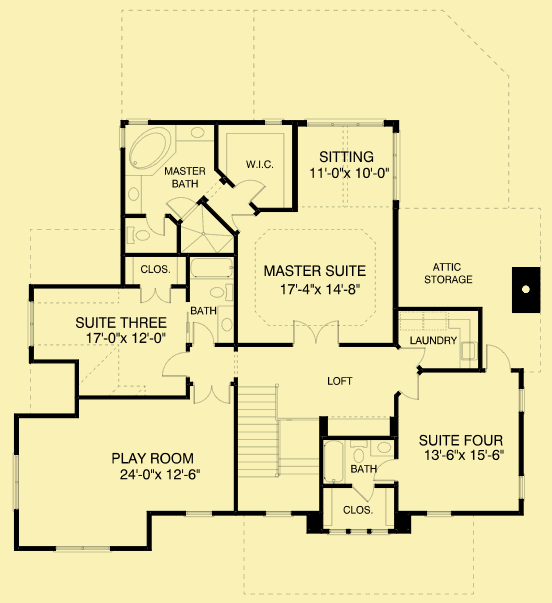 SITTING
11'-0"x 10'-0"
W.I.C.
MASTER
BATH
CLOS.
MASTER SUITE
17'-4"x 14'-8"
ATTIC
STORAGE
BATH
SUITE THREE
17'-0"x 12'-0"
LAUNDRY
LOFT
PLAY ROOM
24'-0"x 12'-6"
SUITE FOUR
13'-6"x 15'-6"
BATH
CLOS.